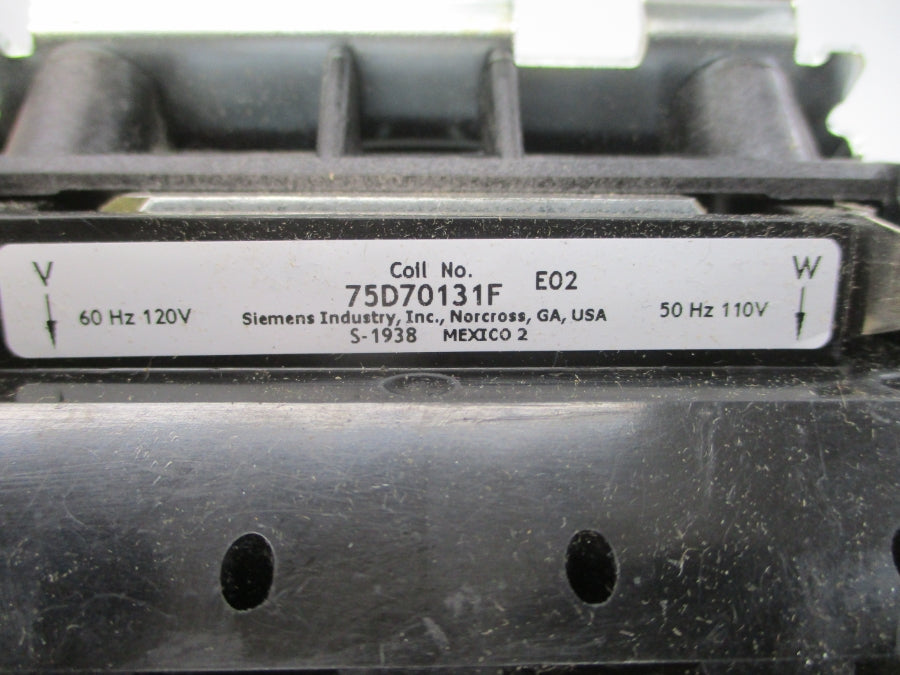 V W
Coil No.
75D70131F E02
60 Hz 120V 50 Hz 110V
Siemens Industry, Inc., Norcross, GA, USA
S-1938 MEXICO 2